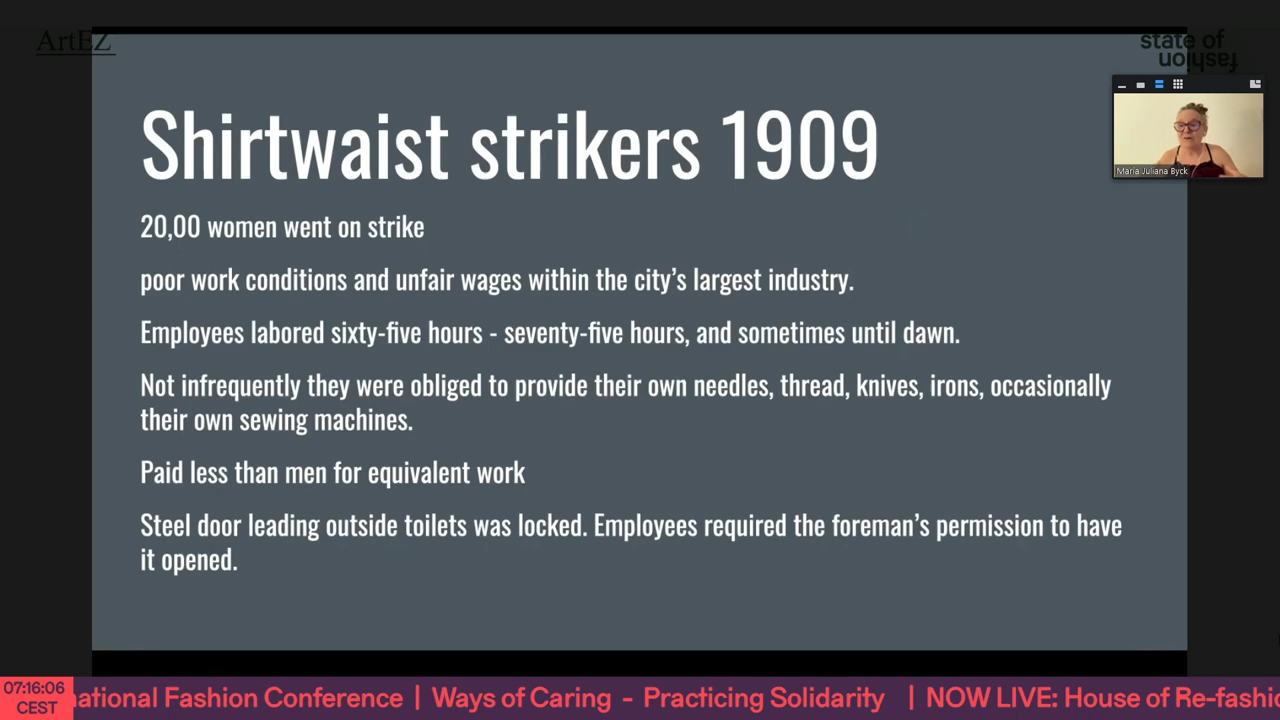 ArtEZ
state of
fashion
Maria Juliana Byck
Shirtwaist strikers 1909
20,00 women went on strike
poor work conditions and unfair wages within the city’s largest industry.
Employees labored sixty-five hours - seventy-five hours, and sometimes until dawn.
Not infrequently they were obliged to provide their own needles, thread, knives, irons, occasionally
their own sewing machines.
Paid less than men for equivalent work
Steel door leading outside toilets was locked. Employees required the foreman’s permission to have
it opened.
07:16:06
CEST
national Fashion Conference | Ways of Caring - Practicing Solidarity | NOW LIVE: House of Re-fashi